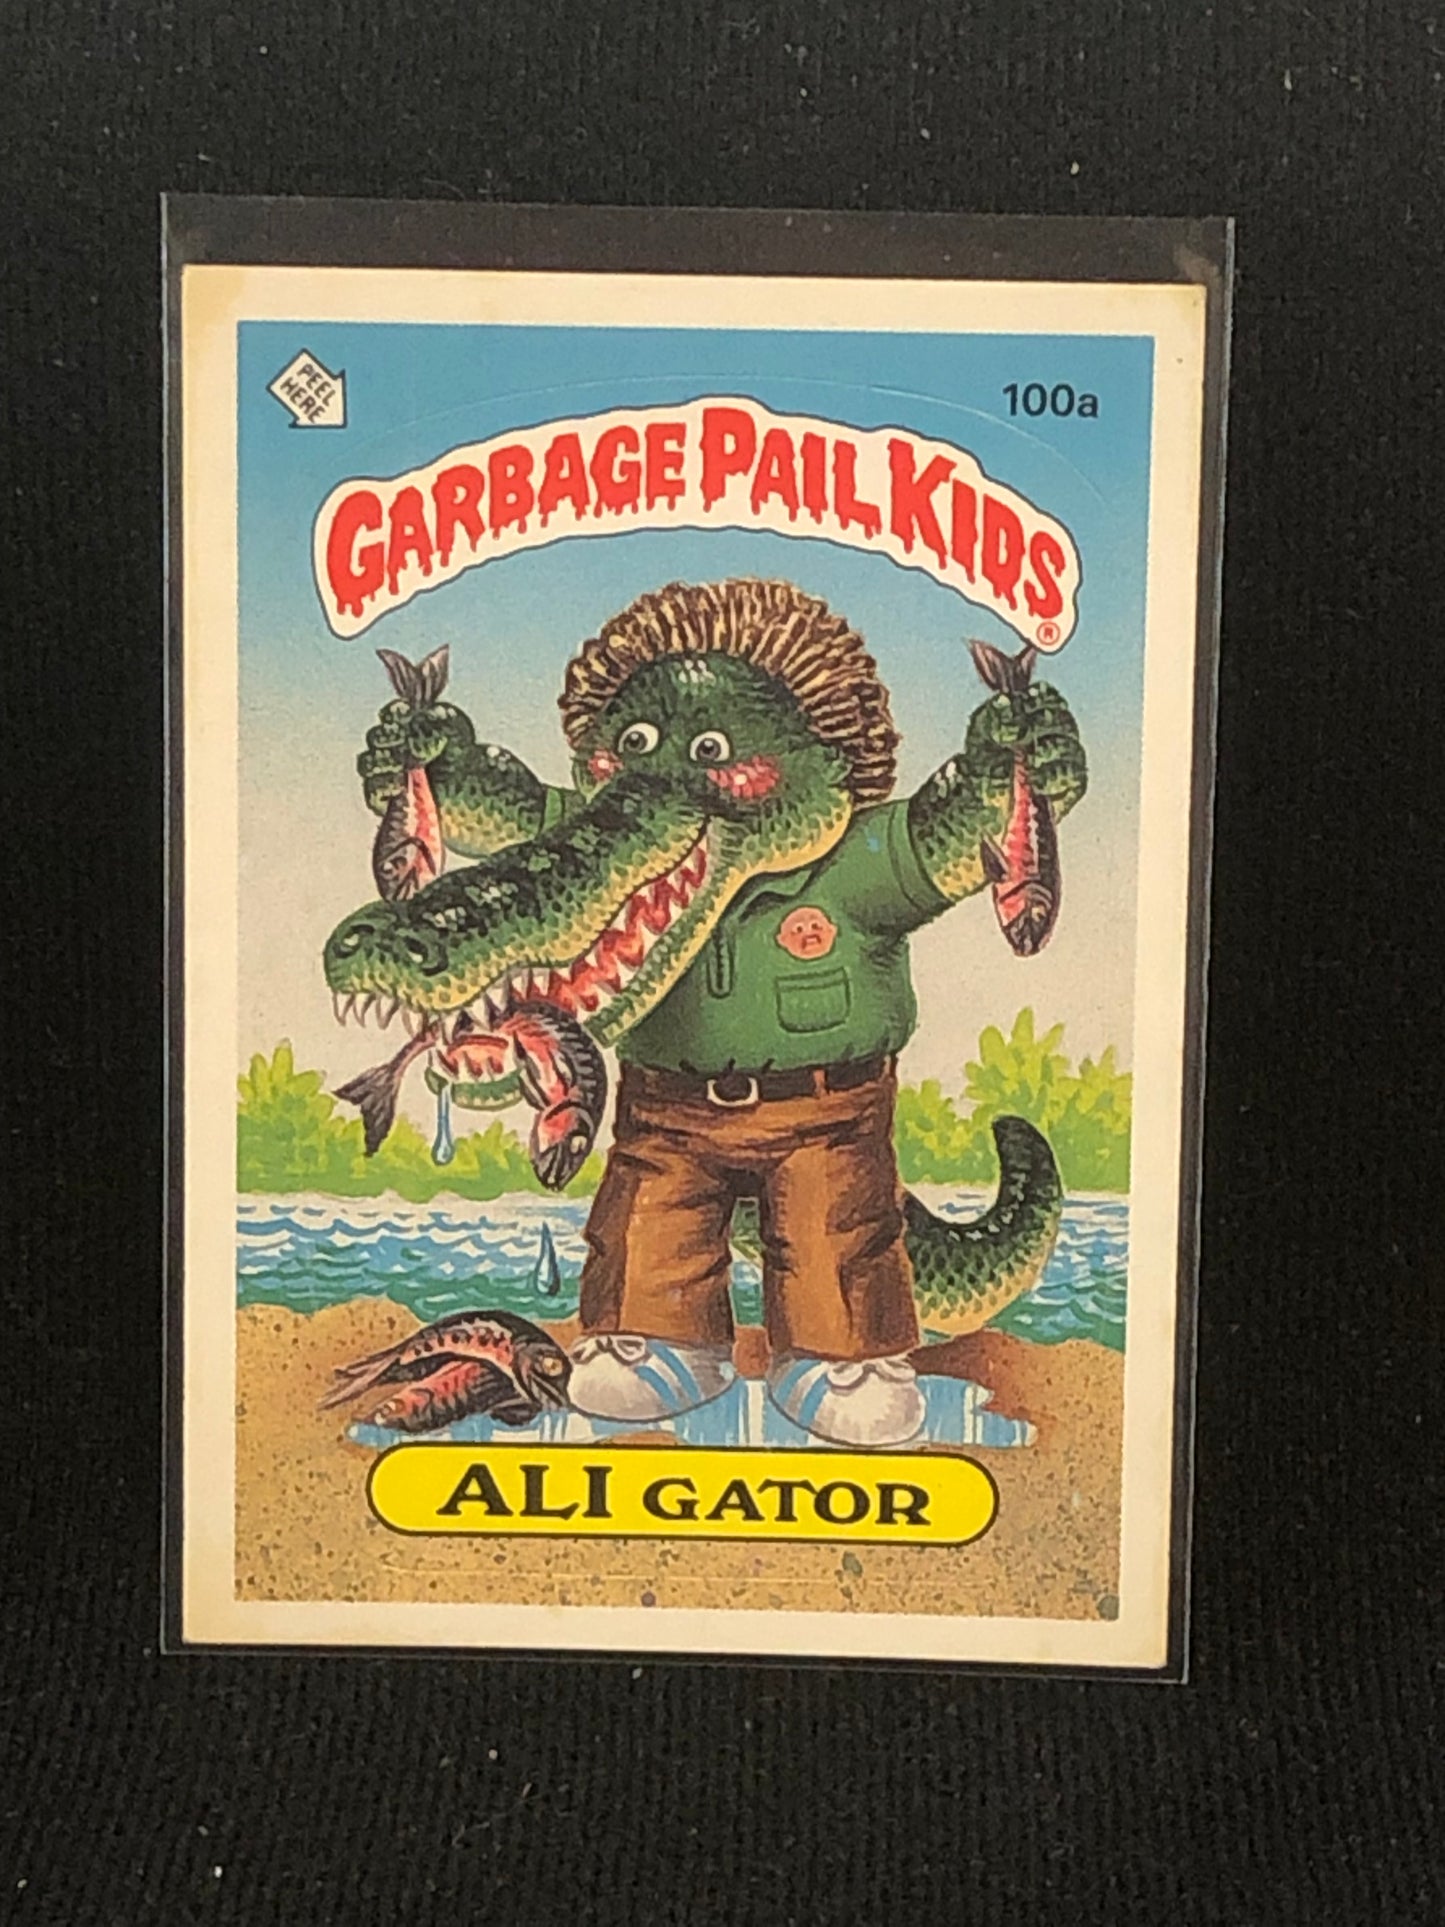 PEEL
HERE
100a
GARBAGE PAIL KIDS
®
ALI GATOR